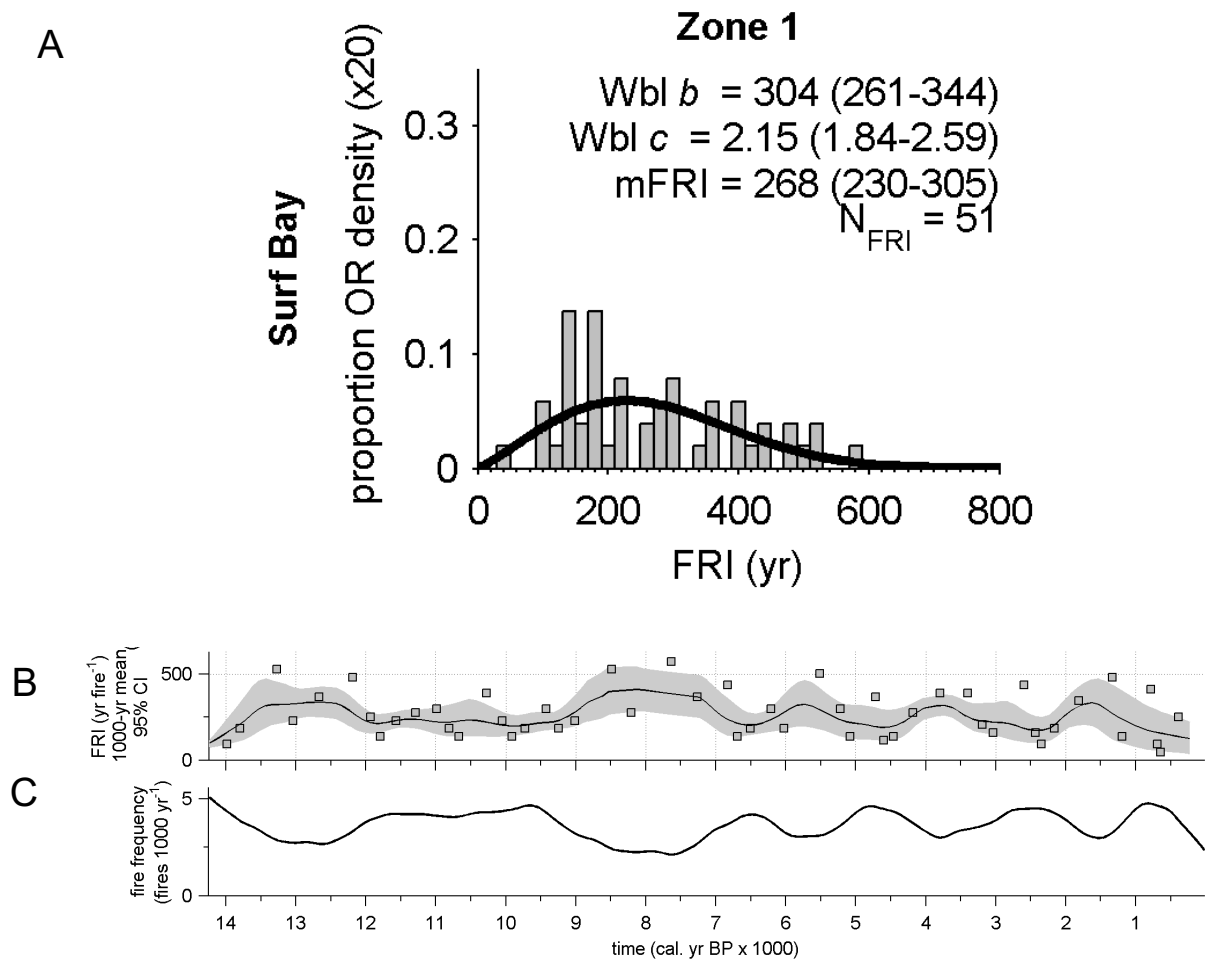 A
Zone 1
Wbl b = 304 (261-344)
Wbl c = 2.15 (1.84-2.59)
mFRI = 268 (230-305)
N_FRI = 51
Surf Bay
proportion OR density (x20)
0.3
0.2
0.1
0
0 200 400 600 800
FRI (yr)
B
FRI (yr fire⁻¹)
1000-yr mean(
95% CI
500
0
C
fire frequency
(fires 1000 yr⁻¹)
5
0
14 13 12 11 10 9 8 7 6 5 4 3 2 1
time (cal. yr BP x 1000)